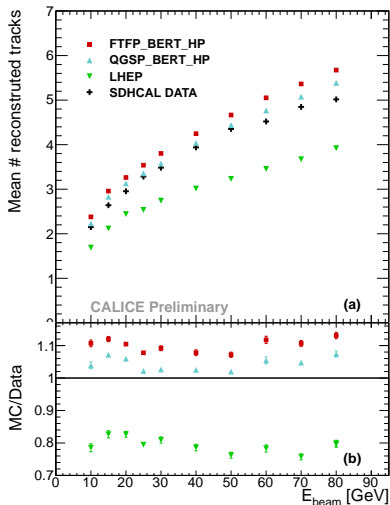 Mean # reconstruted tracks
7
6
5
4
3
2
1
0
FTFP_BERT_HP
QGSP_BERT_HP
LHEP
SDHCAL DATA
CALICE Preliminary
(a)
MC/Data
1.1
1
0.9
0.8
0.7
(b)
0 10 20 30 40 50 60 70 80 90
E_beam [GeV]